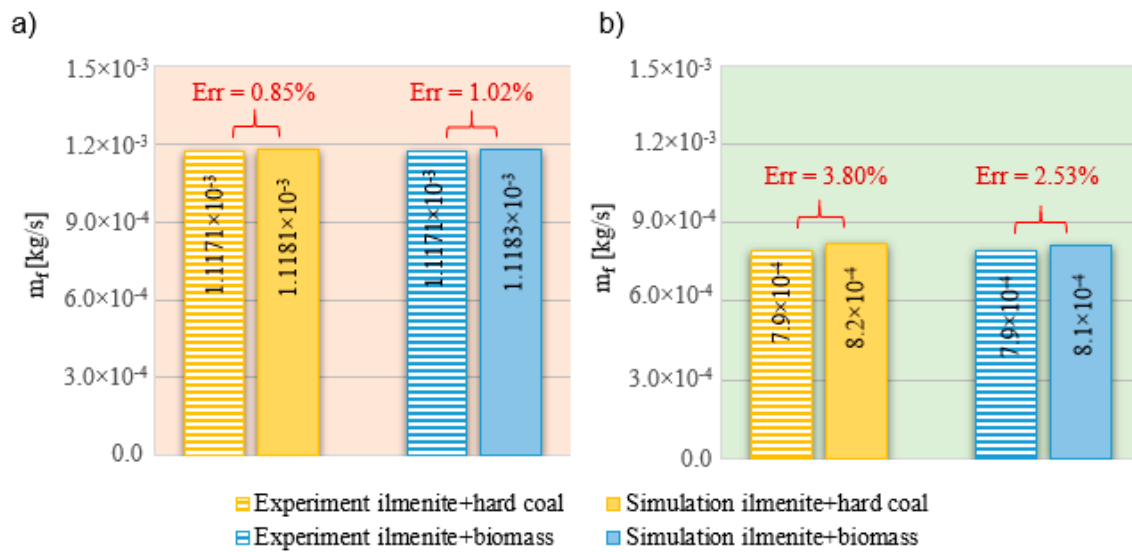 a)
1.5×10⁻³
1.2×10⁻³
9.0×10⁻⁴
6.0×10⁻⁴
3.0×10⁻⁴
0.0
m_f [kg/s]
Err = 0.85%
Err = 1.02%
1.1171×10⁻³
1.1181×10⁻³
1.1171×10⁻³
1.1183×10⁻³
b)
1.5×10⁻³
1.2×10⁻³
9.0×10⁻⁴
6.0×10⁻⁴
3.0×10⁻⁴
0.0
m_f [kg/s]
Err = 3.80%
Err = 2.53%
7.9×10⁻⁴
8.2×10⁻⁴
7.9×10⁻⁴
8.1×10⁻⁴
Experiment ilmenite+hard coal
Simulation ilmenite+hard coal
Experiment ilmenite+biomass
Simulation ilmenite+biomass